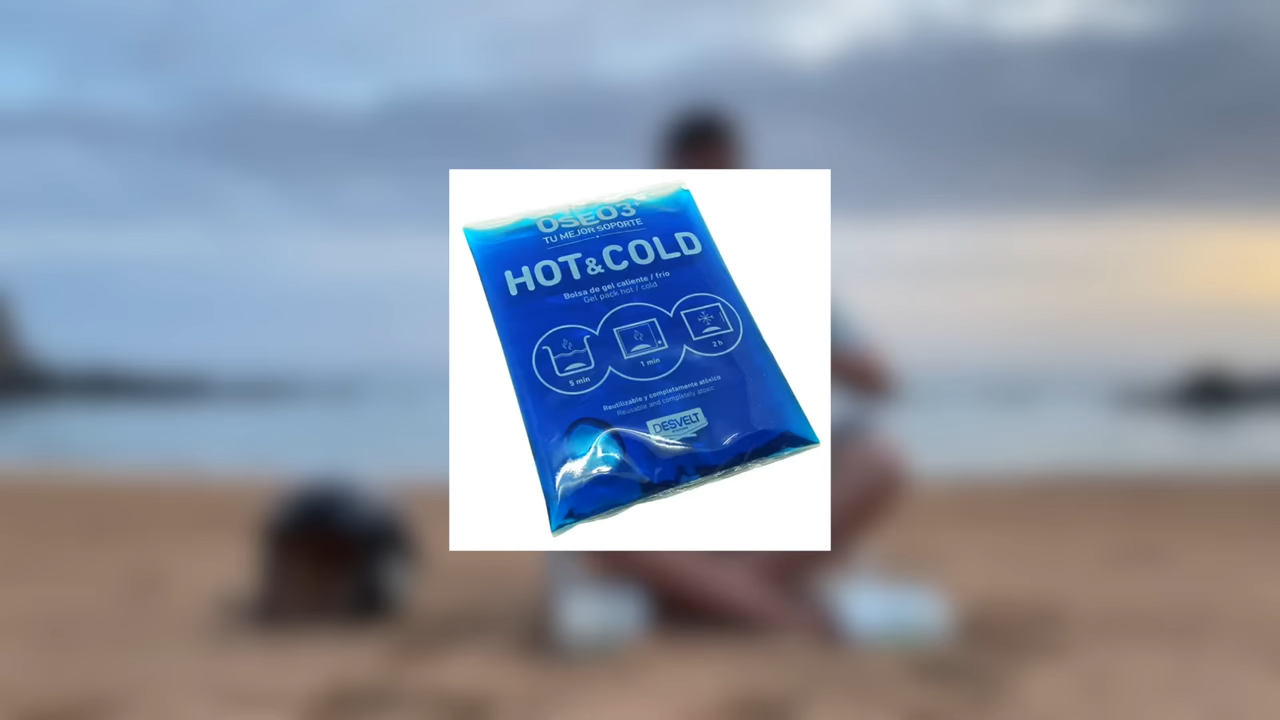 OSEO3+
TU MEJOR SOPORTE
HOT&COLD
Bolsa de gel caliente / frío
Gel pack hot / cold
5 min
1 min
2 h
Reutilizable y completamente atóxico
Reusable and completely atoxic
DESVELT